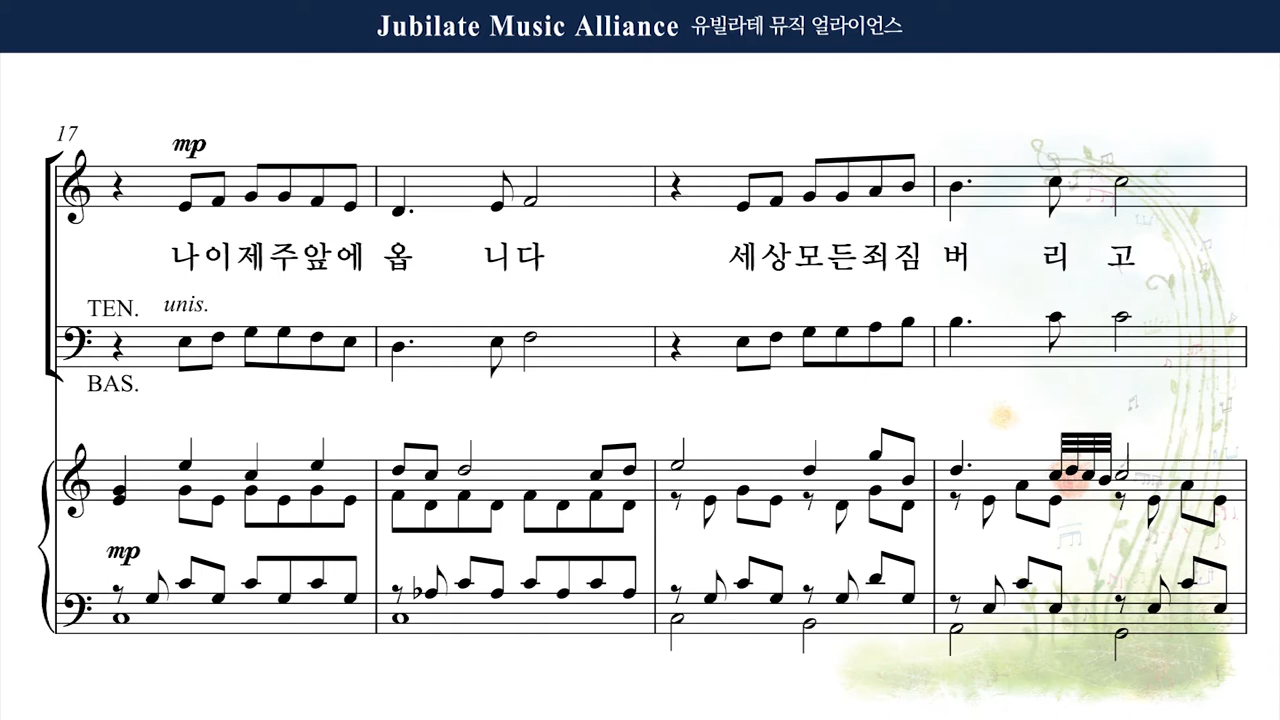 Jubilate Music Alliance 유빌라테 뮤직 얼라이언스
17
mp
나이제주앞에 옵 니다 세상모든죄짐 버 리 고
TEN. unis.
BAS.
mp